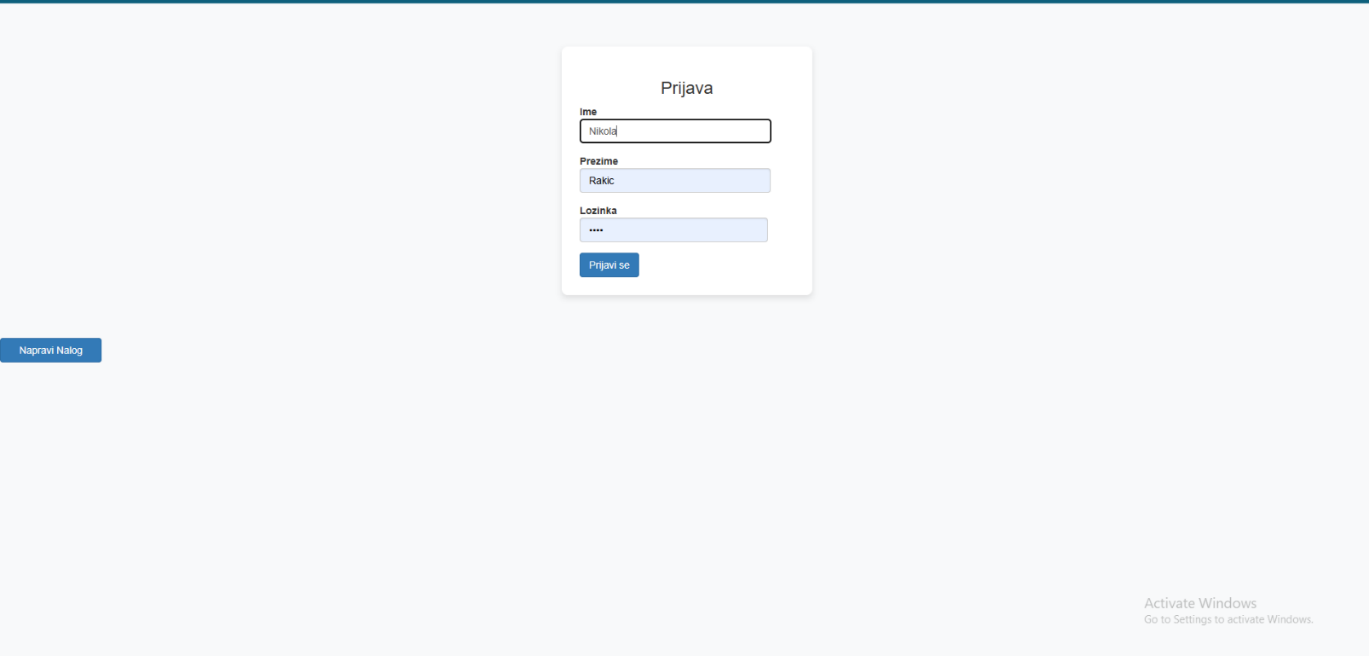 Prijava
Ime
Nikola
Prezime
Rakic
Lozinka
••••
Prijavi se
Napravi Nalog
Activate Windows
Go to Settings to activate Windows.